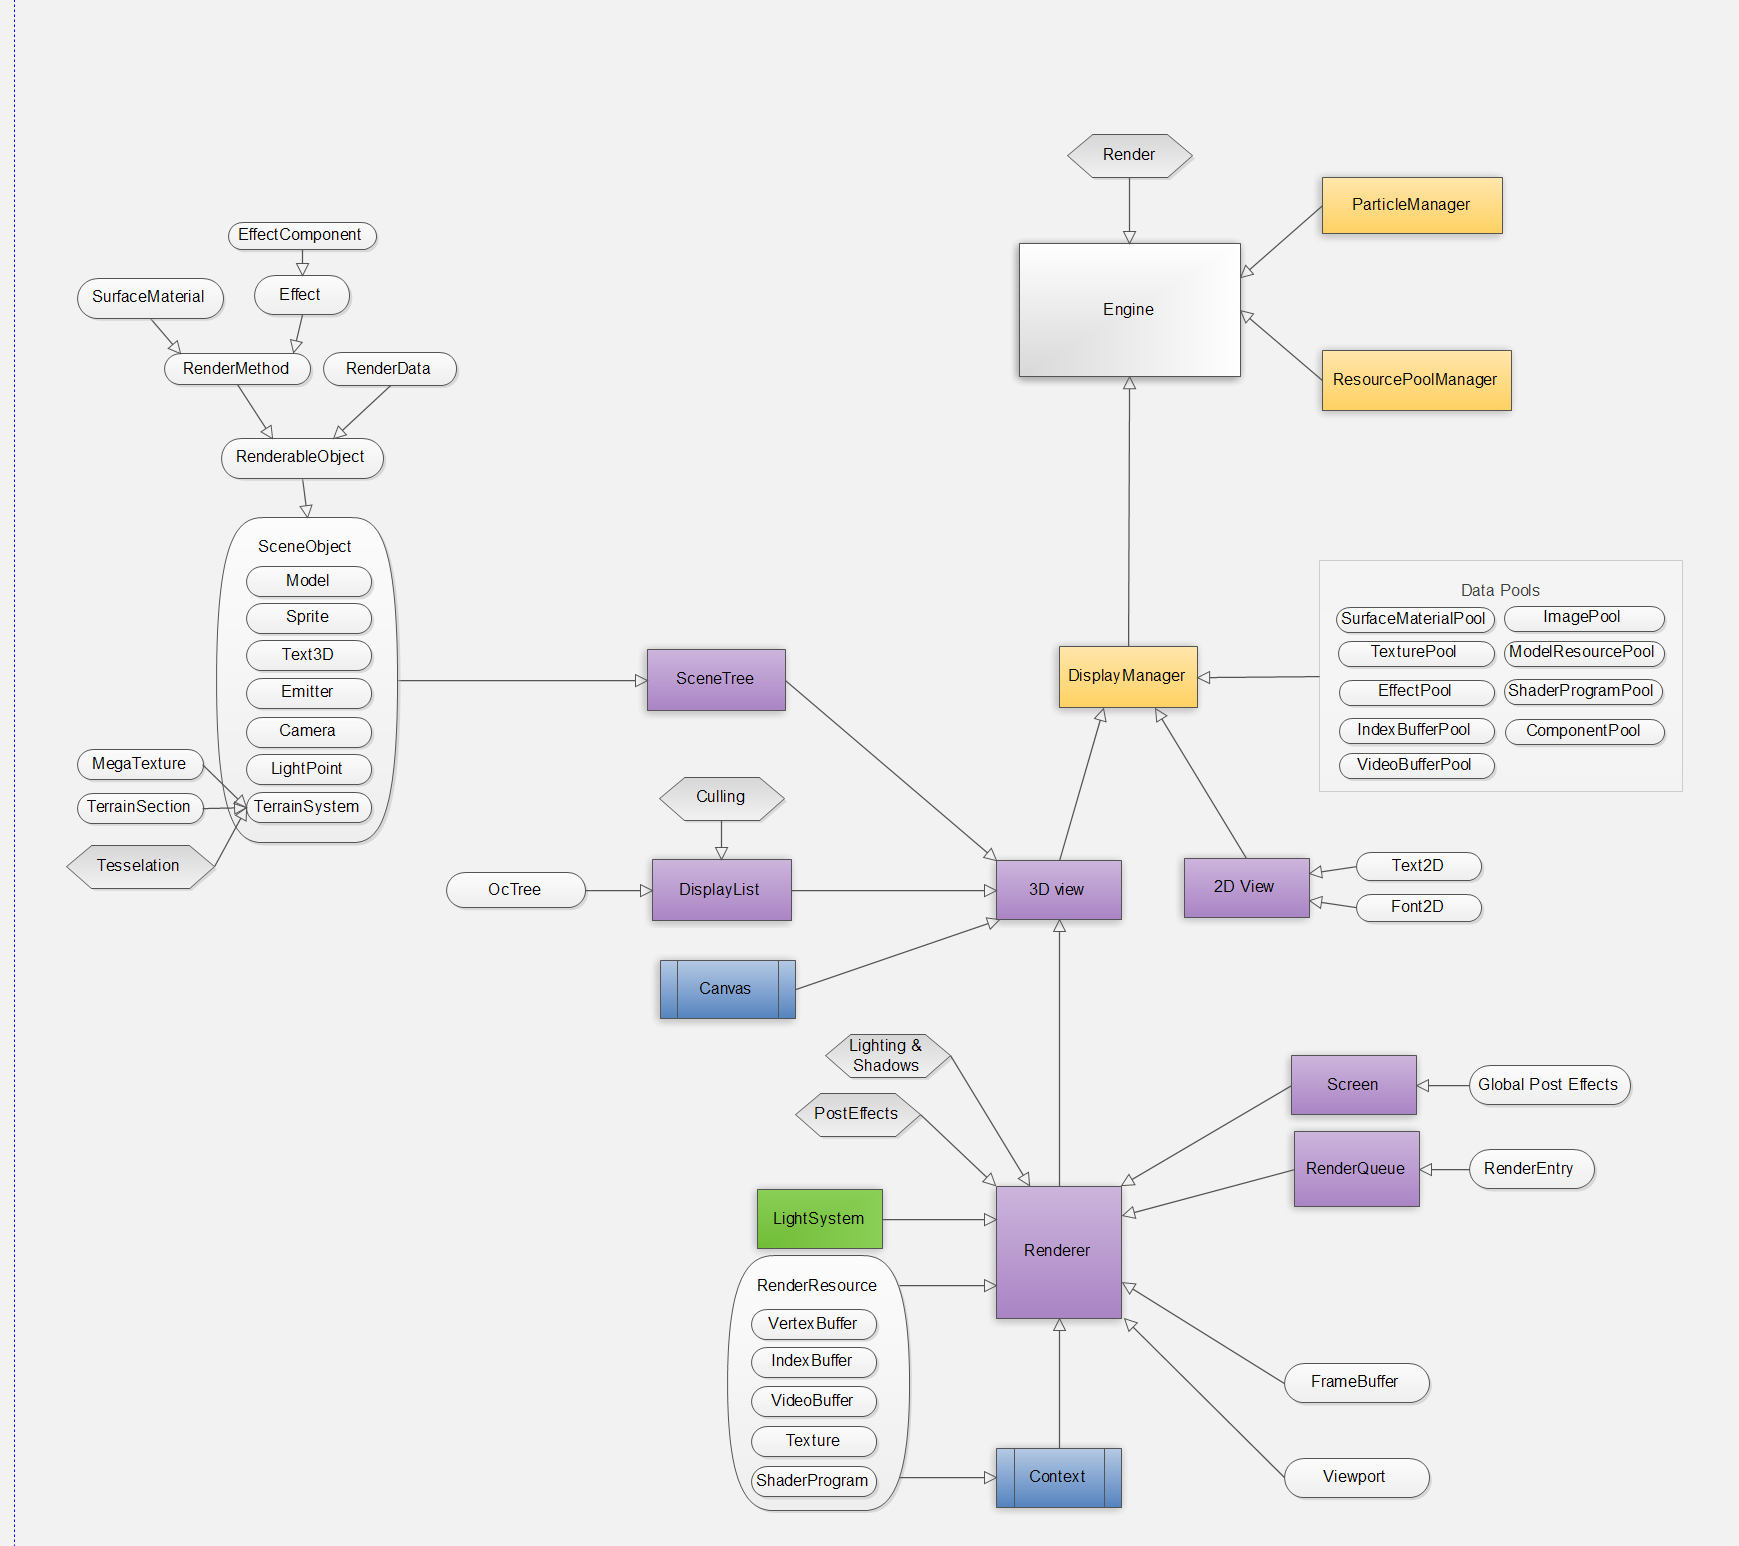 Render
ParticleManager
Engine
ResourcePoolManager
EffectComponent
SurfaceMaterial
Effect
RenderMethod
RenderData
RenderableObject
SceneObject
Model
Sprite
Text3D
Emitter
Camera
LightPoint
TerrainSystem
MegaTexture
TerrainSection
Tesselation
SceneTree
DisplayManager
Data Pools
SurfaceMaterialPool
ImagePool
TexturePool
ModelResourcePool
EffectPool
ShaderProgramPool
IndexBufferPool
ComponentPool
VideoBufferPool
Culling
OcTree
DisplayList
3D view
2D View
Text2D
Font2D
Canvas
Lighting &
Shadows
PostEffects
Screen
Global Post Effects
RenderQueue
RenderEntry
LightSystem
Renderer
RenderResource
VertexBuffer
IndexBuffer
VideoBuffer
Texture
ShaderProgram
FrameBuffer
Context
Viewport